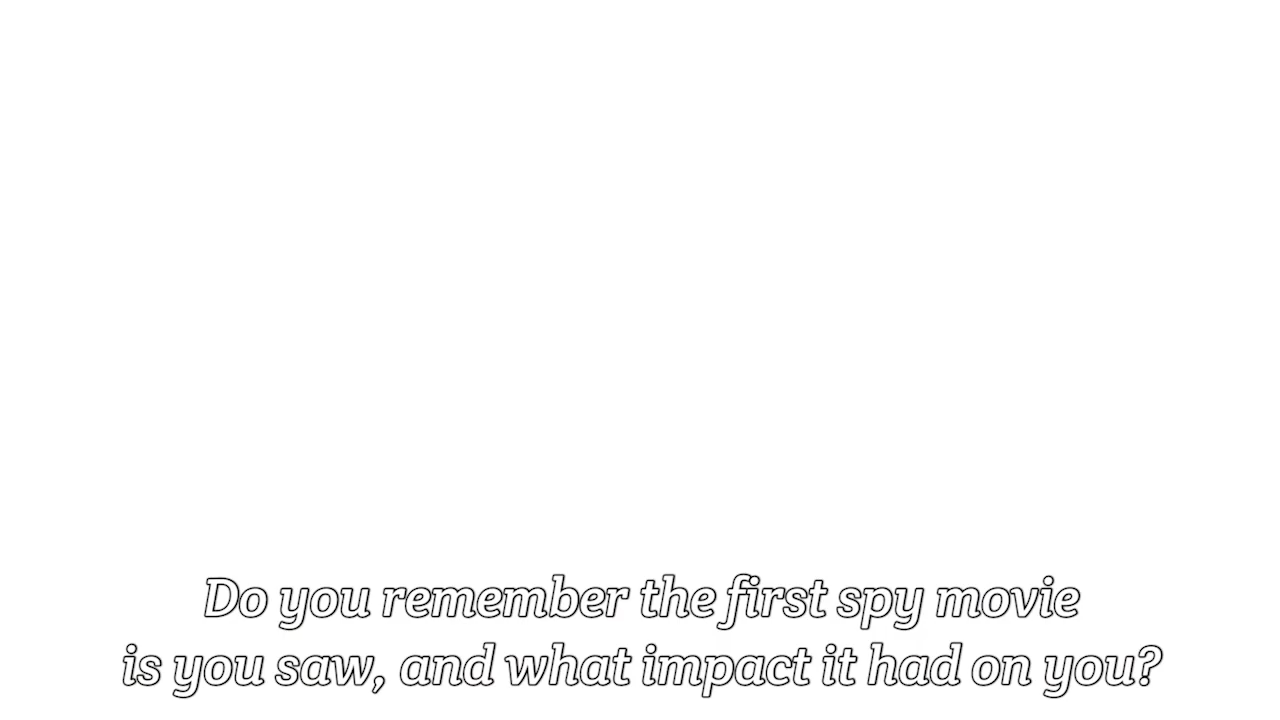 Do you remember the first spy movie
is you saw, and what impact it had on you?